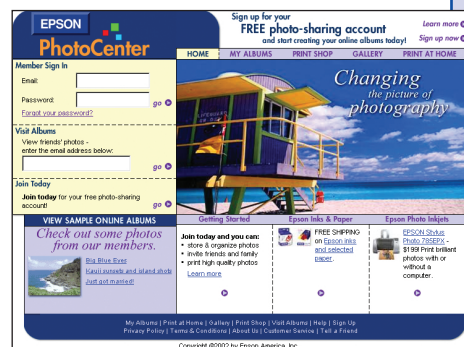 EPSON
PhotoCenter
Sign up for your
FREE photo-sharing account
and start creating your online albums today!
Learn more
Sign up now
HOME MY ALBUMS PRINT SHOP GALLERY PRINT AT HOME
Member Sign In
Email:
Password:
go
Forgot your password?
Visit Albums
View friends' photos -
enter the email address below:
go
Join Today
Join today for your free photo-sharing
account!
go
Changing
the picture of
photography
VIEW SAMPLE ONLINE ALBUMS
Check out some photos
from our members.
Big Blue Eyes
Kauii sunsets and island shots
Just got married!
Getting Started
Join today and you can:
• store & organize photos
• invite friends and family
• print high quality photos
Learn more
Epson Inks & Paper
FREE SHIPPING
on Epson inks
and selected
paper.
Epson Photo Inkjets
EPSON Stylus
Photo 785EPX -
$199! Print brilliant
photos with or
without a
computer.
My Albums | Print at Home | Gallery | Print Shop | Visit Albums | Help | Sign Up
Privacy Policy | Terms & Conditions | About Us | Customer Service | Tell a Friend
Copyright ©2002 by Epson America, Inc.